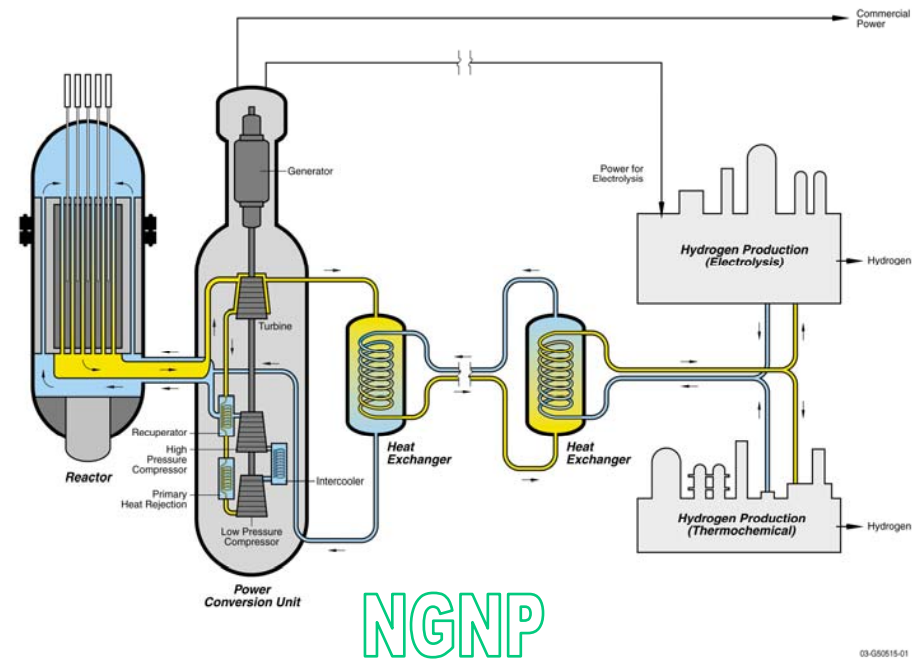 Commercial
Power
Generator
Power for
Electrolysis
Hydrogen Production
(Electrolysis)
Hydrogen
Turbine
Recuperator
High
Pressure
Compressor
Heat
Exchanger
Heat
Exchanger
Reactor
Intercooler
Primary
Heat Rejection
Low Pressure
Compressor
Hydrogen Production
(Thermochemical)
Hydrogen
Power
Conversion Unit
NGNP
03-G50515-01